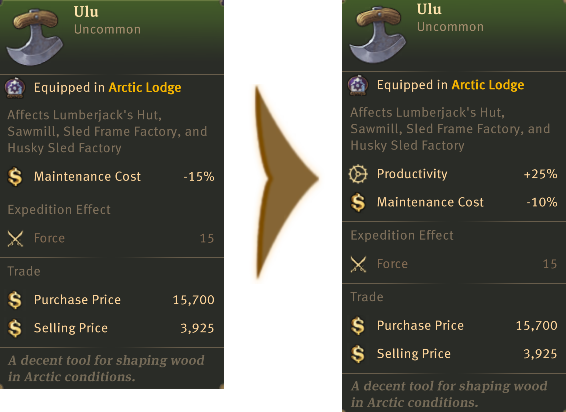 Ulu
Uncommon
Equipped in Arctic Lodge
Affects Lumberjack's Hut,
Sawmill, Sled Frame Factory, and
Husky Sled Factory
Maintenance Cost -15%
Expedition Effect
Force 15
Trade
Purchase Price 15,700
Selling Price 3,925
A decent tool for shaping wood
in Arctic conditions.
Ulu
Uncommon
Equipped in Arctic Lodge
Affects Lumberjack's Hut,
Sawmill, Sled Frame Factory, and
Husky Sled Factory
Productivity +25%
Maintenance Cost -10%
Expedition Effect
Force 15
Trade
Purchase Price 15,700
Selling Price 3,925
A decent tool for shaping wood
in Arctic conditions.